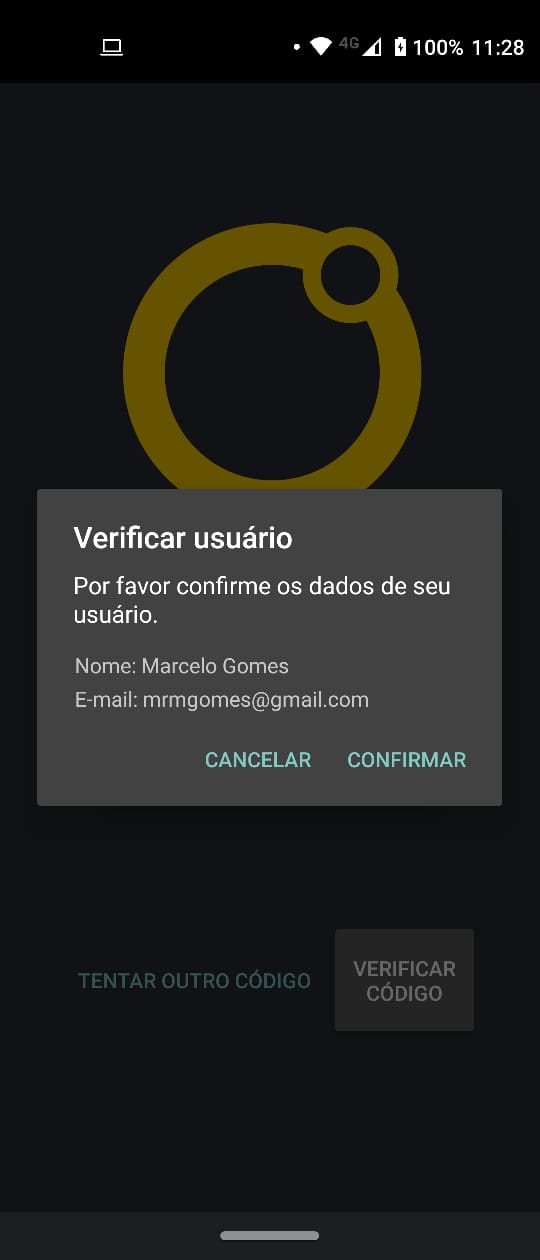 4G 100% 11:28
Verificar usuário
Por favor confirme os dados de seu
usuário.
Nome: Marcelo Gomes
E-mail: mrmgomes@gmail.com
CANCELAR CONFIRMAR
TENTAR OUTRO CÓDIGO
VERIFICAR
CÓDIGO